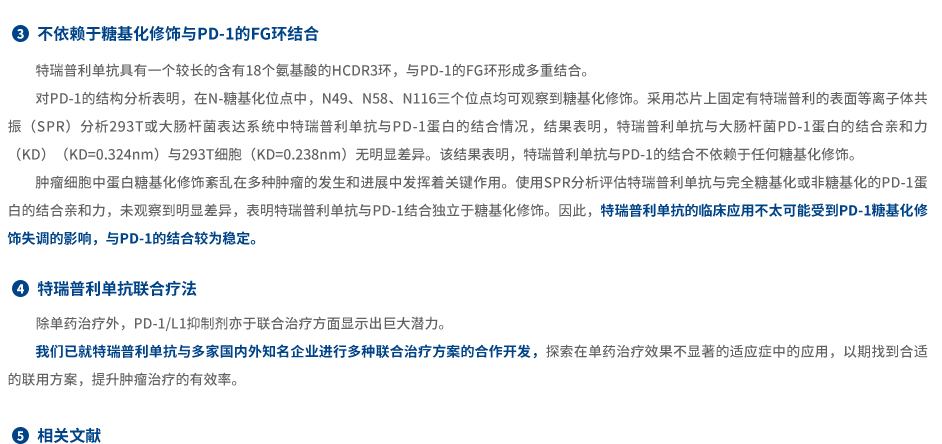 3 不依赖于糖基化修饰与PD-1的FG环结合
特瑞普利单抗具有一个较长的含有18个氨基酸的HCDR3环，与PD-1的FG环形成多重结合。
对PD-1的结构分析表明，在N-糖基化位点中，N49、N58、N116三个位点均可观察到糖基化修饰。采用芯片上固定有特瑞普利的表面等离子体共
振（SPR）分析293T或大肠杆菌表达系统中特瑞普利单抗与PD-1蛋白的结合情况，结果表明，特瑞普利单抗与大肠杆菌PD-1蛋白的结合亲和力
（KD）（KD=0.324nm）与293T细胞（KD=0.238nm）无明显差异。该结果表明，特瑞普利单抗与PD-1的结合不依赖于任何糖基化修饰。
肿瘤细胞中蛋白糖基化修饰紊乱在多种肿瘤的发生和进展中发挥着关键作用。使用SPR分析评估特瑞普利单抗与完全糖基化或非糖基化的PD-1蛋
白的结合亲和力，未观察到明显差异，表明特瑞普利单抗与PD-1结合独立于糖基化修饰。因此，特瑞普利单抗的临床应用不太可能受到PD-1糖基化修
饰失调的影响，与PD-1的结合较为稳定。
4 特瑞普利单抗联合疗法
除单药治疗外，PD-1/L1抑制剂亦于联合治疗方面显示出巨大潜力。
我们已就特瑞普利单抗与多家国内外知名企业进行多种联合治疗方案的合作开发，探索在单药治疗效果不显著的适应症中的应用，以期找到合适
的联用方案，提升肿瘤治疗的有效率。
5 相关文献